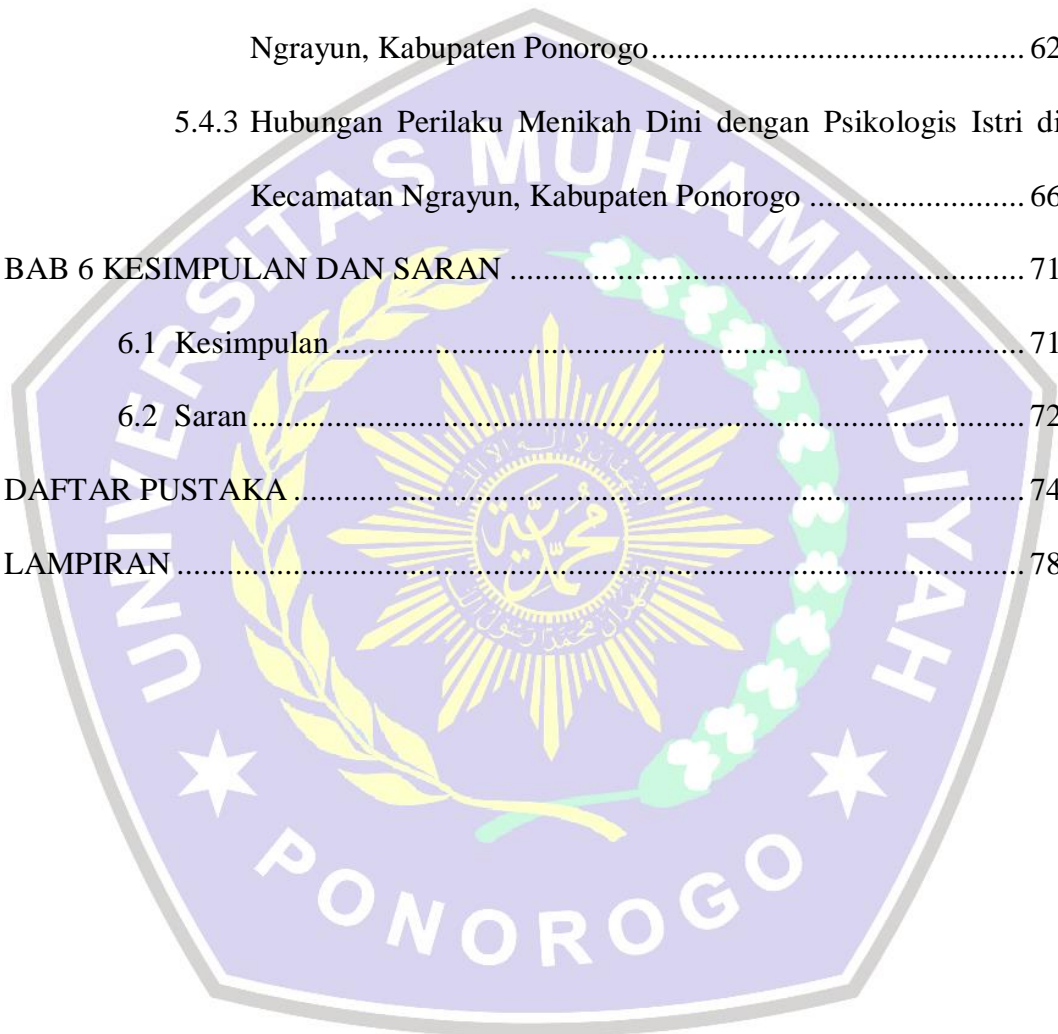 Ngrayun, Kabupaten Ponorogo........................................ 62
5.4.3 Hubungan Perilaku Menikah Dini dengan Psikologis Istri di
Kecamatan Ngrayun, Kabupaten Ponorogo ....................... 66
BAB 6 KESIMPULAN DAN SARAN ....................................................... 71
6.1 Kesimpulan .......................................................................... 71
6.2 Saran................................................................................... 72
DAFTAR PUSTAKA .............................................................................. 74
LAMPIRAN .......................................................................................... 78
UNIVERSITAS MUHAMMADIYAH
PONOROGO
محمدية